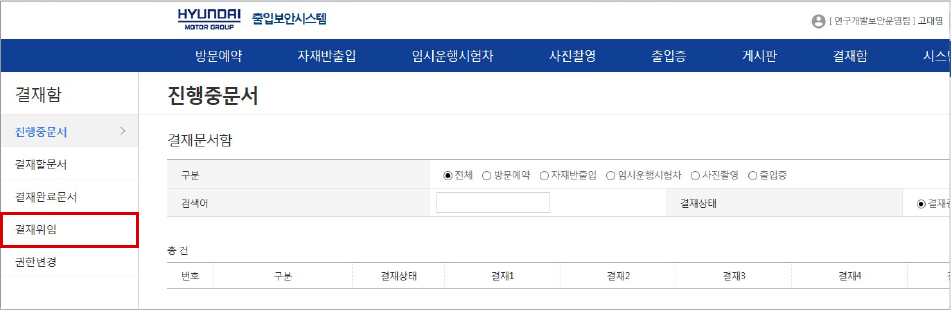 HYUNDAI
MOTOR GROUP
출입보안시스템
[ 연구개발보안운영팀 ] 고대영
방문예약 자재반출입 임시운행시험차 사진촬영 출입증 게시판 결재함
결재함
진행중문서
결재할문서
결재완료문서
결재위임
권한변경
진행중문서
결재문서함
구분 전체 방문예약 자재반출입 임시운행시험차 사진촬영 출입증
검색어 결재상태
총 건
번호 구분 결재상태 결재1 결재2 결재3 결재4